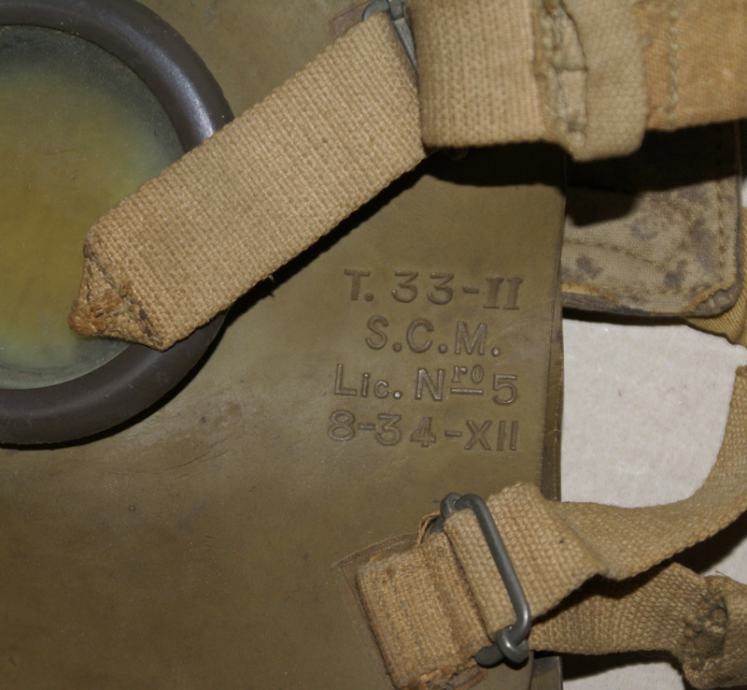 T. 33-II
S.C.M.
Lic. Nro 5
8-34-XII